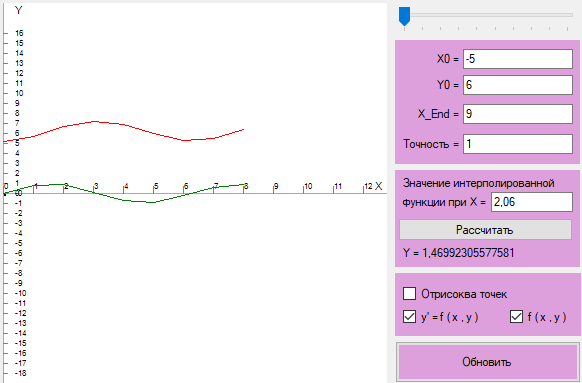 Y
16
15
14
13
12
11
10
9
8
7
6
5
4
3
2
1
0 1 2 3 4 5 6 7 8 9 10 11 12 X
0
-1
-2
-3
-4
-5
-6
-7
-8
-9
-10
-11
-12
-13
-14
-15
-16
-17
-18
X0 = -5
Y0 = 6
X_End = 9
Точность = 1
Значение интерполированной
функции при X = 2,06
Рассчитать
Y = 1,46992305577581
Отрисоква точек
y' = f ( x , y ) f ( x , y )
Обновить